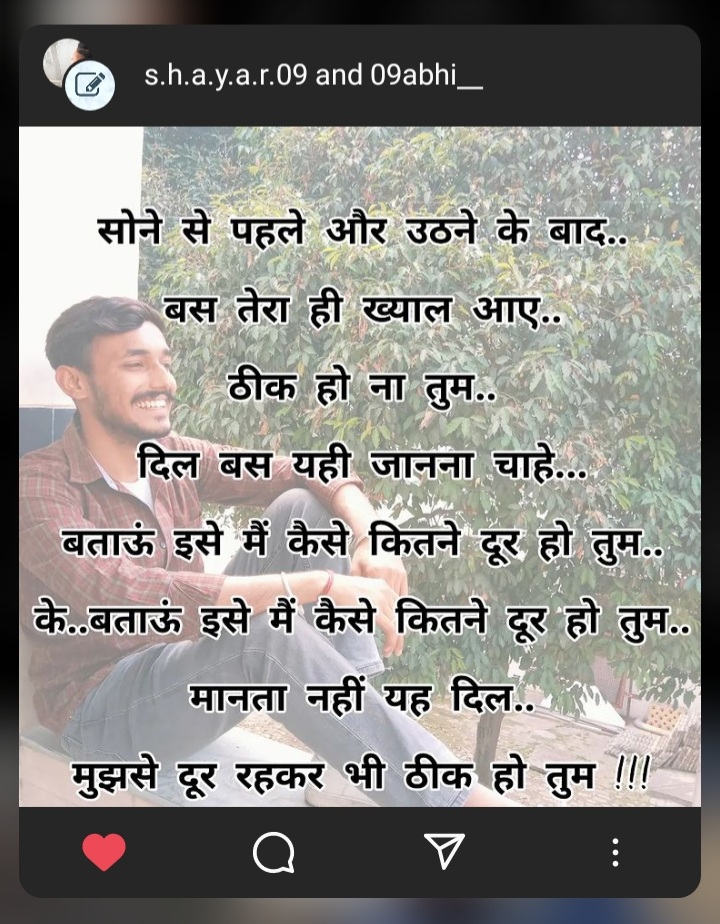 s.h.a.y.a.r.09 and 09abhi__
सोने से पहले और उठने के बाद..
बस तेरा ही ख्याल आए..
ठीक हो ना तुम..
दिल बस यही जानना चाहे...
बताऊं इसे मैं कैसे कितने दूर हो तुम..
के..बताऊं इसे मैं कैसे कितने दूर हो तुम..
मानता नहीं यह दिल..
मुझसे दूर रहकर भी ठीक हो तुम !!!